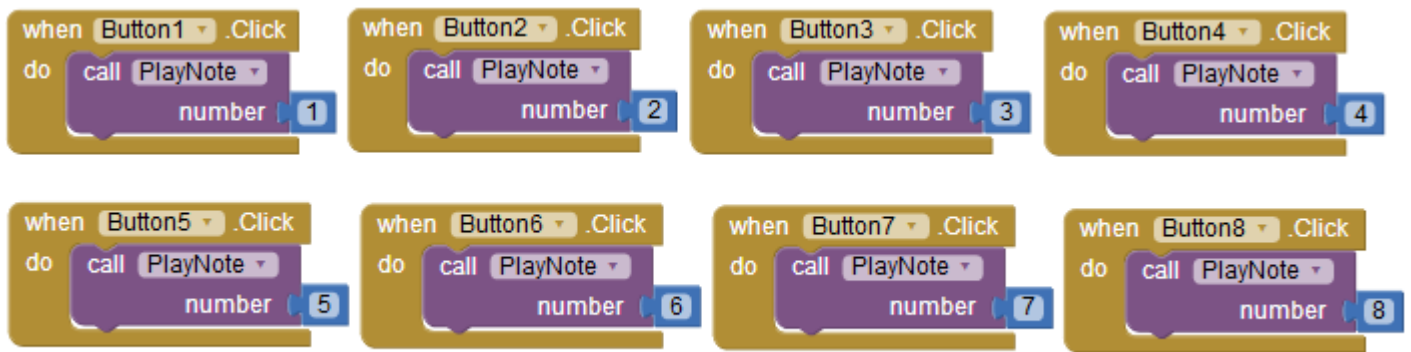 when Button1 .Click
do call PlayNote
number 1
when Button2 .Click
do call PlayNote
number 2
when Button3 .Click
do call PlayNote
number 3
when Button4 .Click
do call PlayNote
number 4
when Button5 .Click
do call PlayNote
number 5
when Button6 .Click
do call PlayNote
number 6
when Button7 .Click
do call PlayNote
number 7
when Button8 .Click
do call PlayNote
number 8